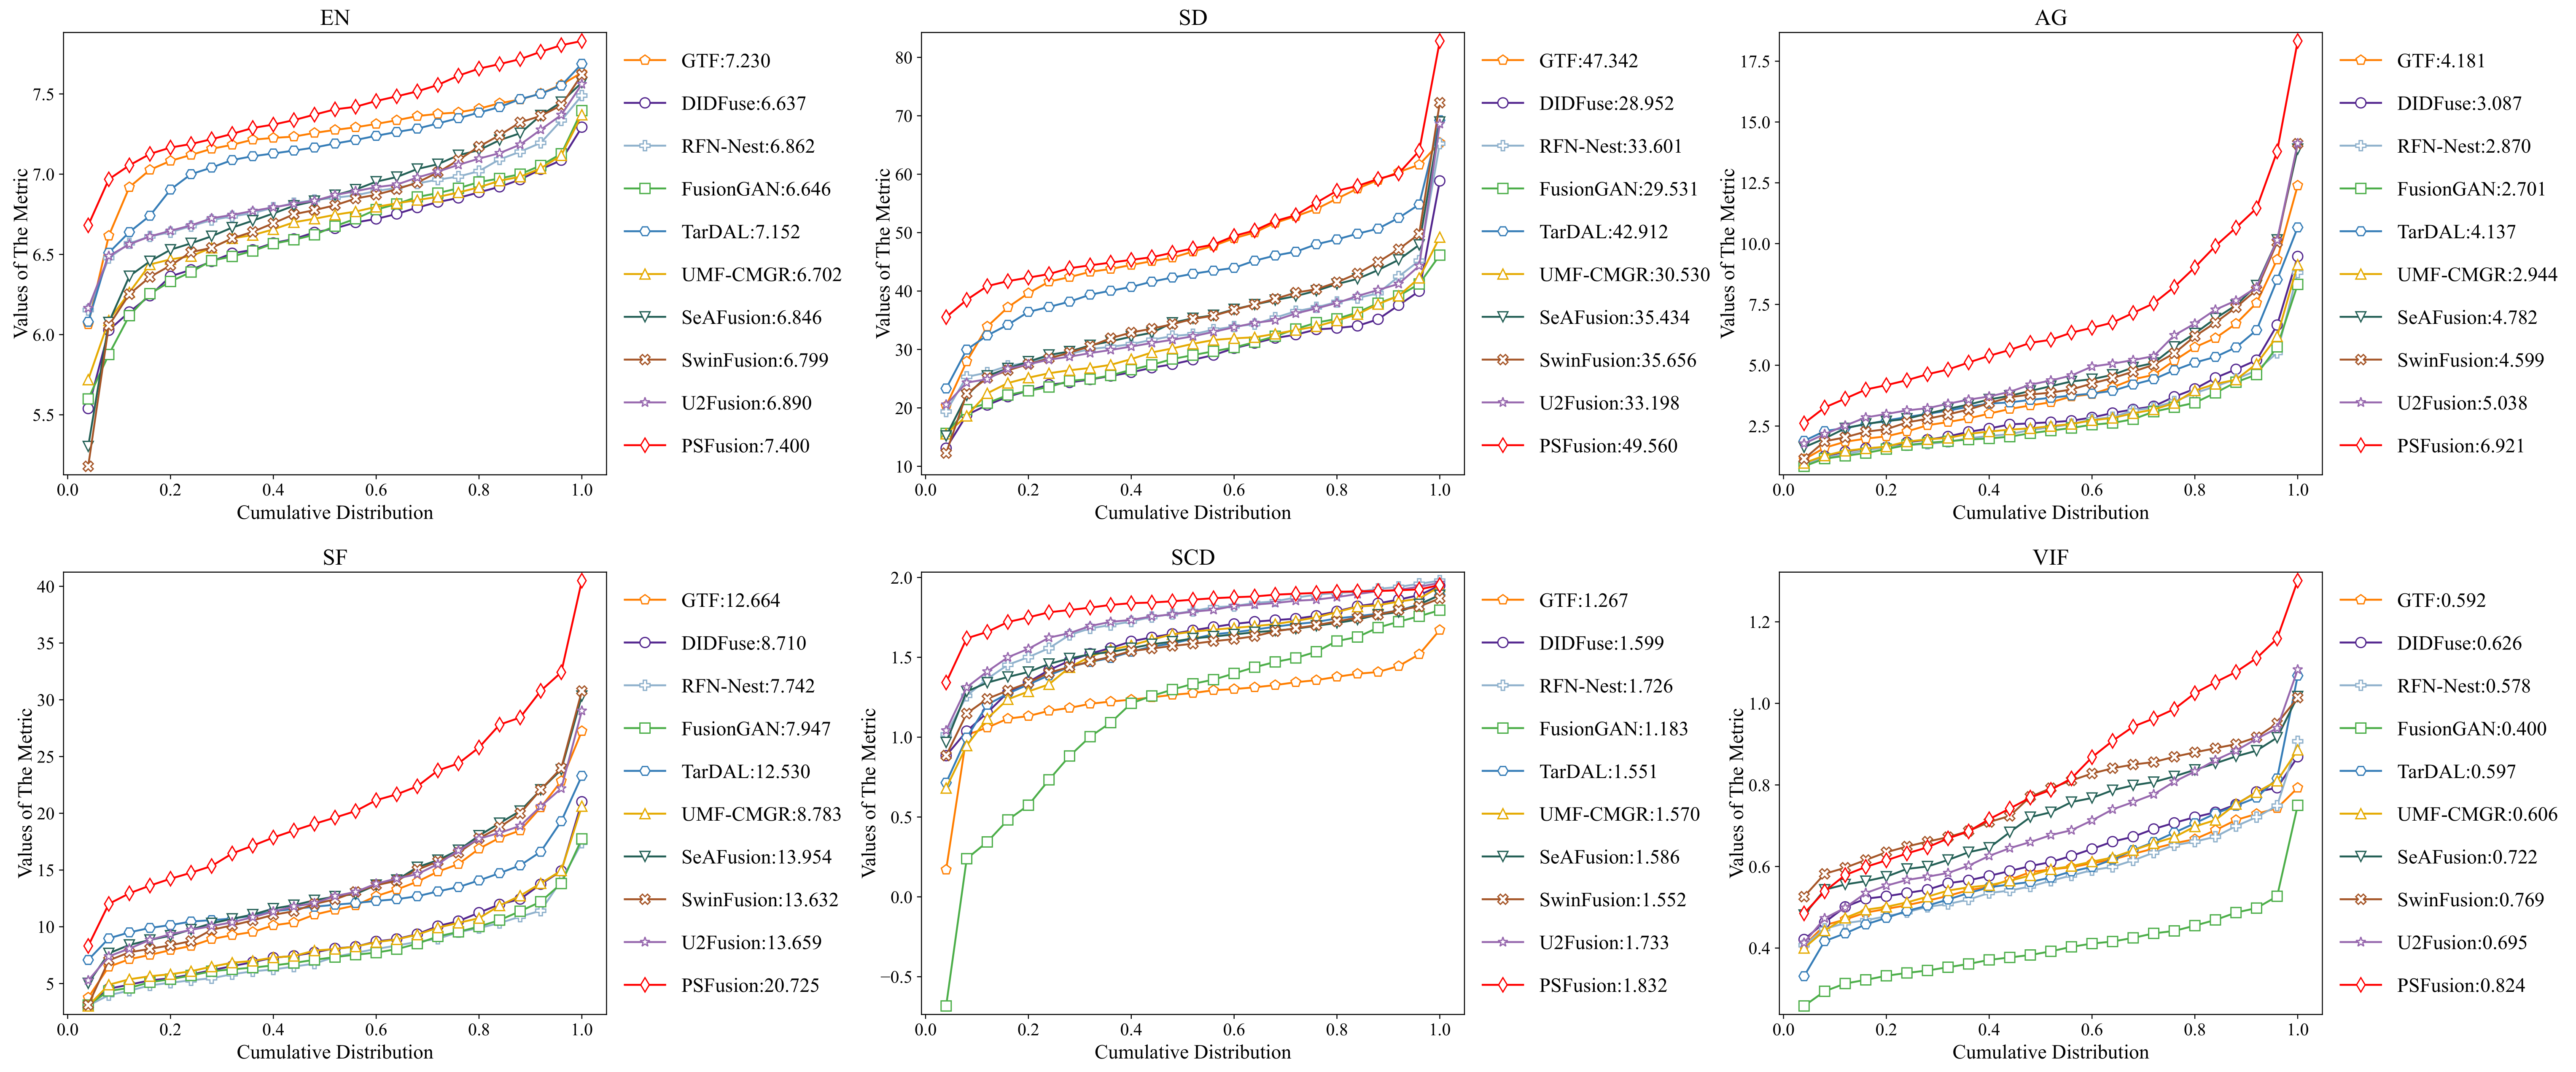 EN
Values of The Metric
7.5
7.0
6.5
6.0
5.5
0.0 0.2 0.4 0.6 0.8 1.0
Cumulative Distribution
GTF:7.230
DIDFuse:6.637
RFN-Nest:6.862
FusionGAN:6.646
TarDAL:7.152
UMF-CMGR:6.702
SeAFusion:6.846
SwinFusion:6.799
U2Fusion:6.890
PSFusion:7.400
SD
Values of The Metric
80
70
60
50
40
30
20
10
0.0 0.2 0.4 0.6 0.8 1.0
Cumulative Distribution
GTF:47.342
DIDFuse:28.952
RFN-Nest:33.601
FusionGAN:29.531
TarDAL:42.912
UMF-CMGR:30.530
SeAFusion:35.434
SwinFusion:35.656
U2Fusion:33.198
PSFusion:49.560
AG
Values of The Metric
17.5
15.0
12.5
10.0
7.5
5.0
2.5
0.0 0.2 0.4 0.6 0.8 1.0
Cumulative Distribution
GTF:4.181
DIDFuse:3.087
RFN-Nest:2.870
FusionGAN:2.701
TarDAL:4.137
UMF-CMGR:2.944
SeAFusion:4.782
SwinFusion:4.599
U2Fusion:5.038
PSFusion:6.921
SF
Values of The Metric
40
35
30
25
20
15
10
5
0.0 0.2 0.4 0.6 0.8 1.0
Cumulative Distribution
GTF:12.664
DIDFuse:8.710
RFN-Nest:7.742
FusionGAN:7.947
TarDAL:12.530
UMF-CMGR:8.783
SeAFusion:13.954
SwinFusion:13.632
U2Fusion:13.659
PSFusion:20.725
SCD
Values of The Metric
2.0
1.5
1.0
0.5
0.0
−0.5
0.0 0.2 0.4 0.6 0.8 1.0
Cumulative Distribution
GTF:1.267
DIDFuse:1.599
RFN-Nest:1.726
FusionGAN:1.183
TarDAL:1.551
UMF-CMGR:1.570
SeAFusion:1.586
SwinFusion:1.552
U2Fusion:1.733
PSFusion:1.832
VIF
Values of The Metric
1.2
1.0
0.8
0.6
0.4
0.0 0.2 0.4 0.6 0.8 1.0
Cumulative Distribution
GTF:0.592
DIDFuse:0.626
RFN-Nest:0.578
FusionGAN:0.400
TarDAL:0.597
UMF-CMGR:0.606
SeAFusion:0.722
SwinFusion:0.769
U2Fusion:0.695
PSFusion:0.824